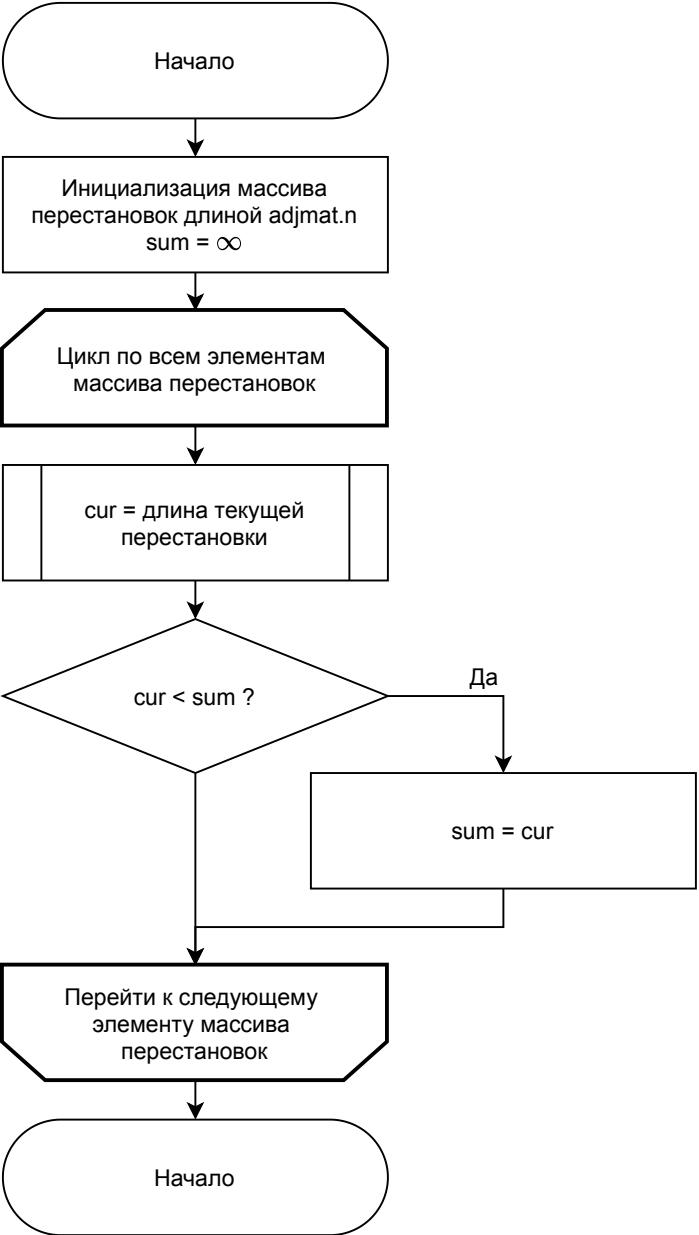 Начало
Инициализация массива
перестановок длиной adjmat.n
sum = ∞
Цикл по всем элементам
массива перестановок
cur = длина текущей
перестановки
cur < sum ?
Да
sum = cur
Перейти к следующему
элементу массива
перестановок
Начало